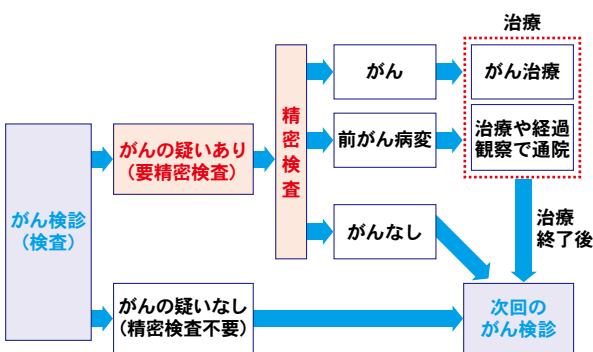 がん検診
（検査）
がんの疑いあり
（要精密検査）
がんの疑いなし
（精密検査不要）
精
密
検
査
がん
前がん病変
がんなし
治療
がん治療
治療や経過
観察で通院
治療
終了後
次回の
がん検診